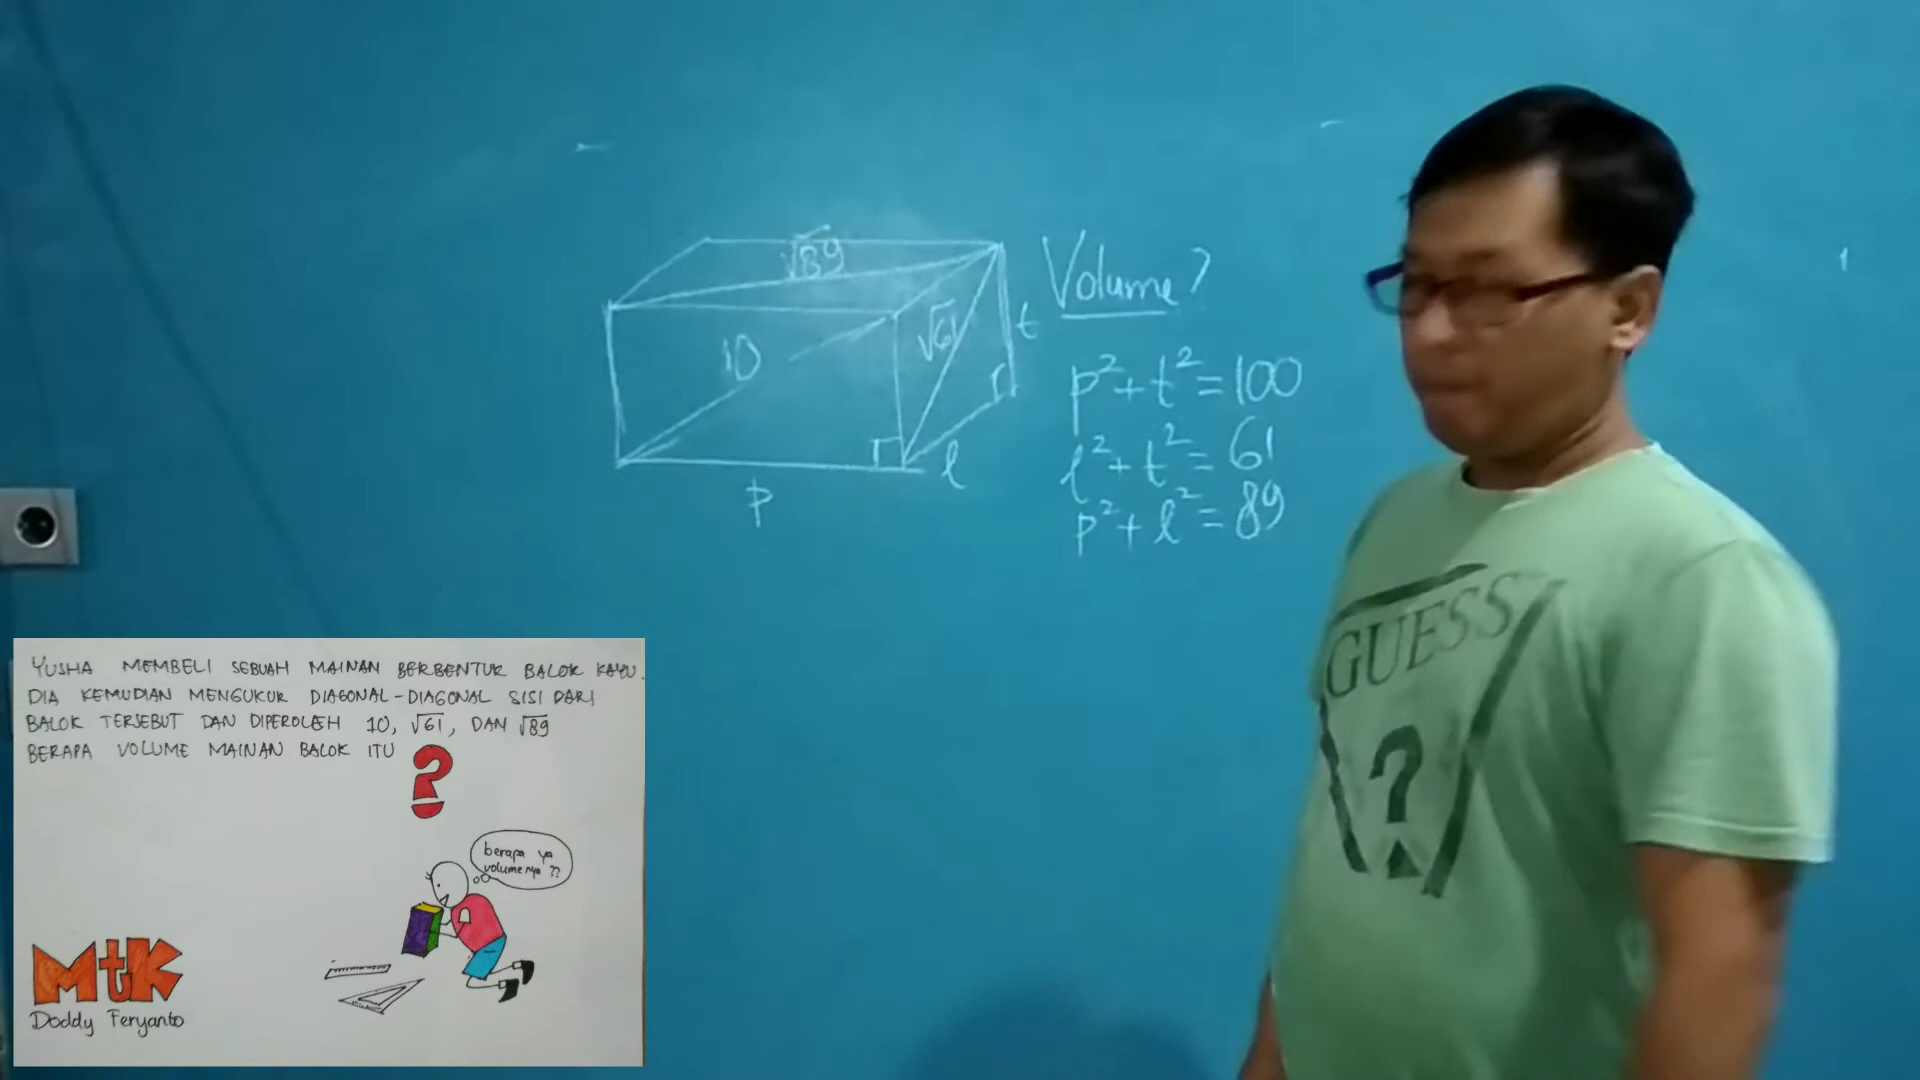 √89
10
√61
t
p
l
Volume?
p²+t²=100
l²+t²=61
p²+l²=89
GUESS
?
YUSHA MEMBELI SEBUAH MAINAN BERBENTUK BALOK KAYU.
DIA KEMUDIAN MENGUKUR DIAGONAL-DIAGONAL SISI DARI
BALOK TERSEBUT DAN DIPEROLEH 10, √61, DAN √89
BERAPA VOLUME MAINAN BALOK ITU ?
berapa ya
volume nya ??
MtK
Doddy Feryanto